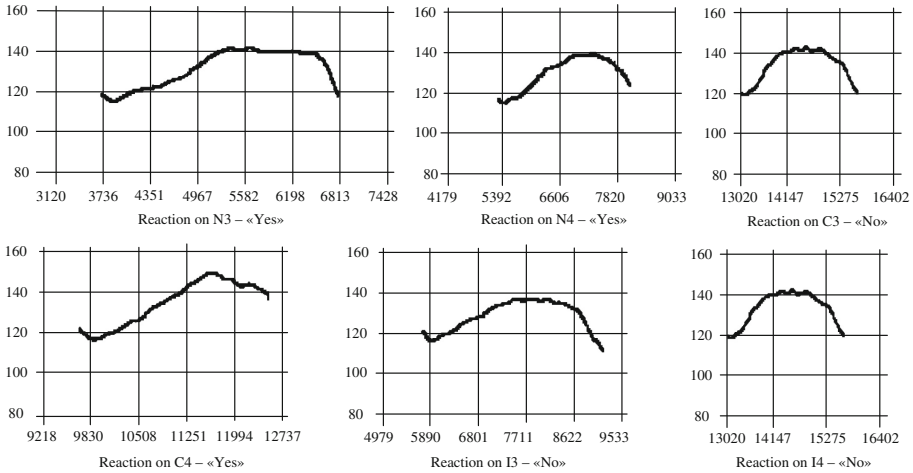 160
140
120
100
80
3120 3736 4351 4967 5582 6198 6813 7428
Reaction on N3 – «Yes»
160
140
120
100
80
4179 5392 6606 7820 9033
Reaction on N4 – «Yes»
160
140
120
100
80
13020 14147 15275 16402
Reaction on C3 – «No»
160
140
120
100
80
9218 9830 10508 11251 11994 12737
Reaction on C4 – «Yes»
160
140
120
100
80
4979 5890 6801 7711 8622 9533
Reaction on I3 – «No»
160
140
120
100
80
13020 14147 15275 16402
Reaction on I4 – «No»